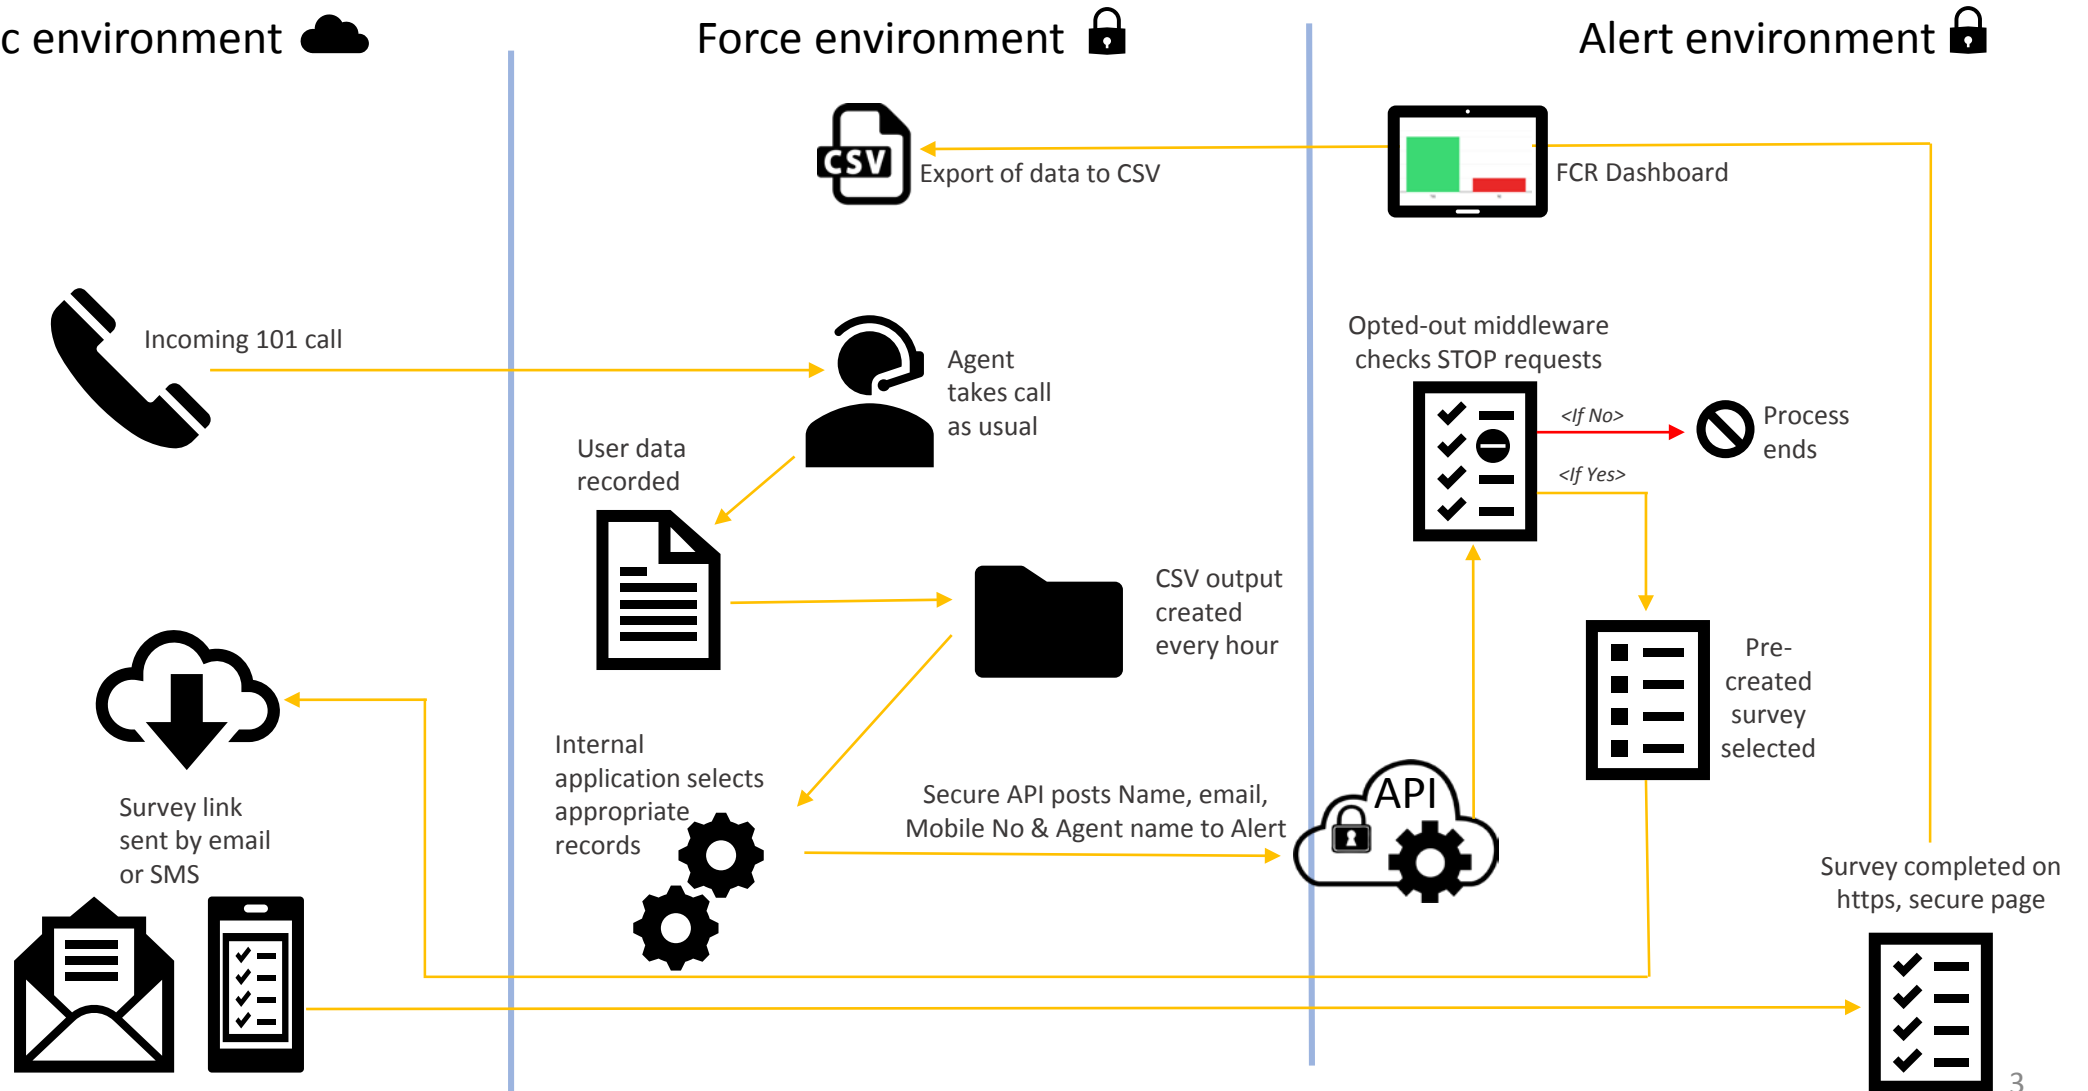 c environment
Force environment
Alert environment
CSV
Export of data to CSV
FCR Dashboard
Incoming 101 call
Agent
takes call
as usual
User data
recorded
CSV output
created
every hour
Internal
application selects
appropriate
records
Secure API posts Name, email,
Mobile No & Agent name to Alert
API
Opted-out middleware
checks STOP requests
<If No>
Process
ends
<If Yes>
Pre-
created
survey
selected
Survey link
sent by email
or SMS
Survey completed on
https, secure page
3